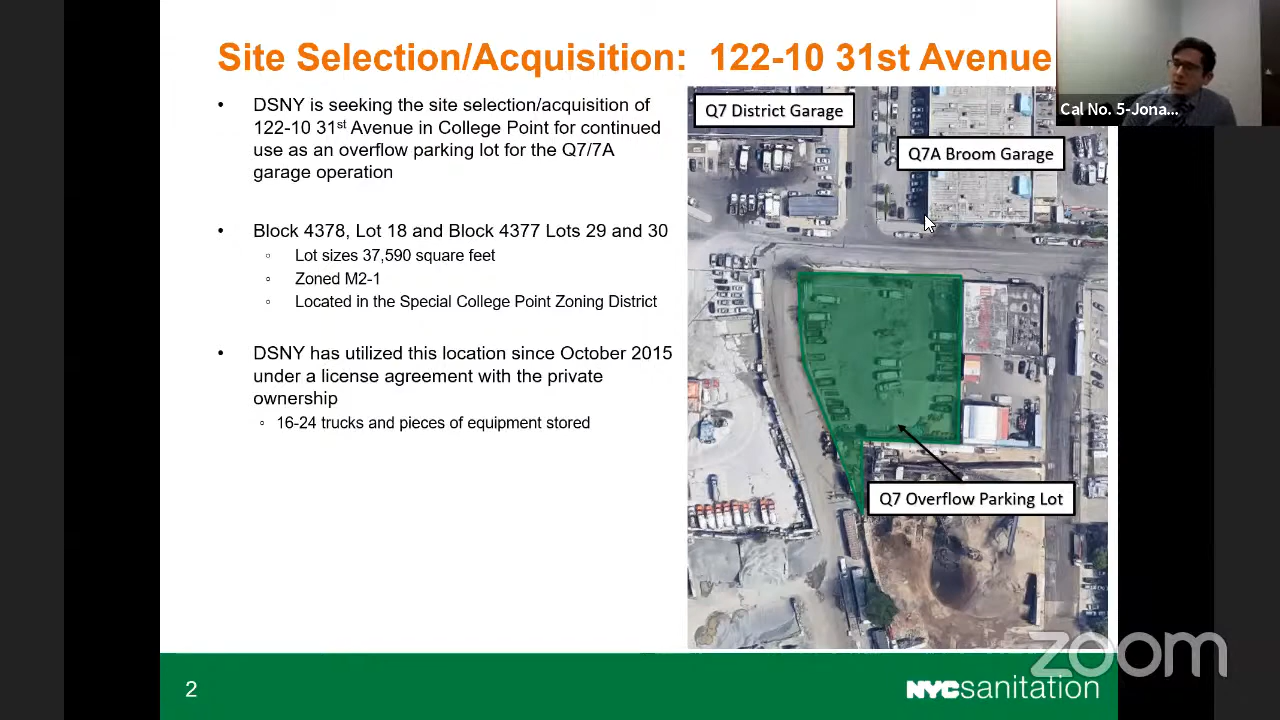 Site Selection/Acquisition: 122-10 31st Avenue
• DSNY is seeking the site selection/acquisition of
122-10 31st Avenue in College Point for continued
use as an overflow parking lot for the Q7/7A
garage operation
• Block 4378, Lot 18 and Block 4377 Lots 29 and 30
◦ Lot sizes 37,590 square feet
◦ Zoned M2-1
◦ Located in the Special College Point Zoning District
• DSNY has utilized this location since October 2015
under a license agreement with the private
ownership
◦ 16-24 trucks and pieces of equipment stored
Q7 District Garage
Q7A Broom Garage
Q7 Overflow Parking Lot
Cal No. 5-Jona...
2
NYCsanitation
zoom